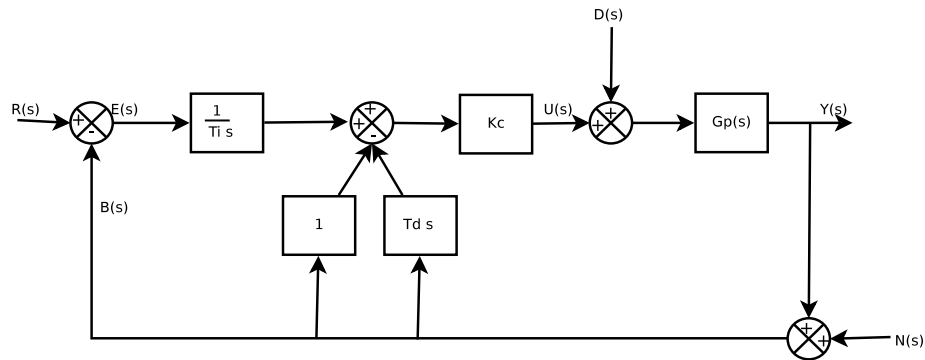 D(s)
R(s)
+
-
E(s)
1
Ti s
+
+
-
Kc
U(s)
+
+
Gp(s)
Y(s)
B(s)
1
Td s
+
+
N(s)